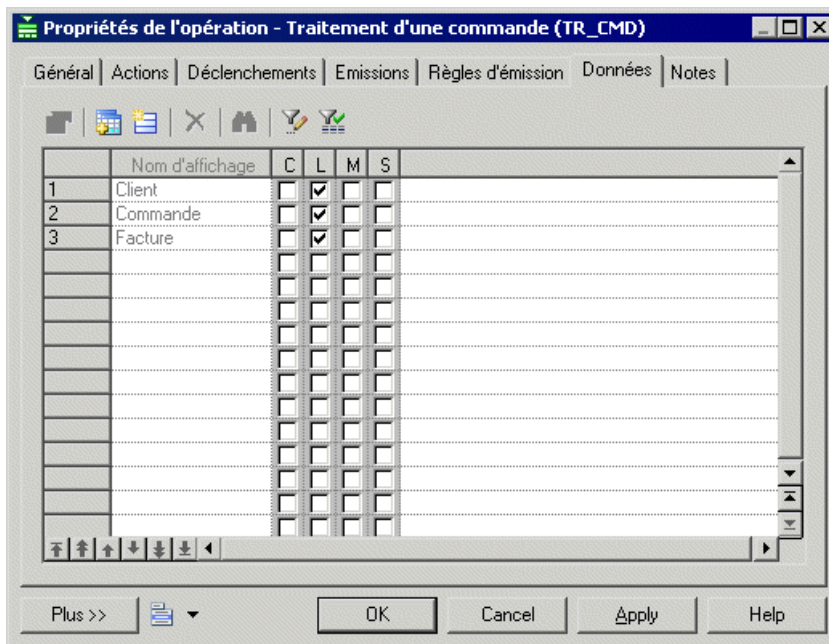 Propriétés de l'opération - Traitement d'une commande (TR_CMD)
Général Actions Déclenchements Emissions Règles d'émission Données Notes
Nom d'affichage C L M S
1 Client
2 Commande
3 Facture
Plus >> OK Cancel Apply Help